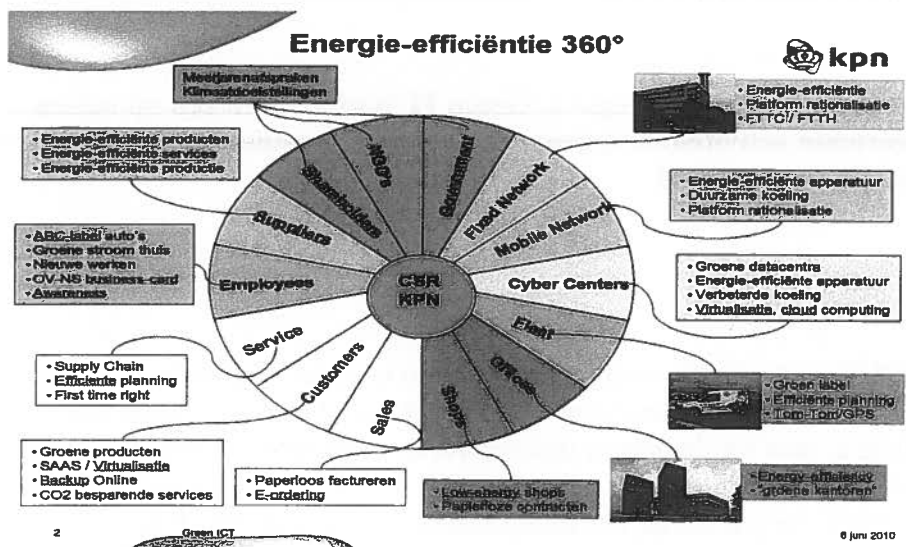 Energie-efficiëntie 360°
kpn
Meerjarenafspraken
Klimaatdoelstellingen
• Energie-efficiënte producten
• Energie-efficiënte services
• Energie-efficiënte productie
• ABC-label auto's
• Groene stroom thuis
• Nieuwe werken
• OV-NS business-card
• Awareness
• Supply Chain
• Efficiente planning
• First time right
• Groene producten
• SAAS / Virtualisatie
• Backup Online
• CO2 besparende services
• Paperloos factureren
• E-ordering
• Low-energy shops
• Papierloze contracten
CSR
KPN
Government
Fixed Network
Mobile Network
Cyber Centers
Fleet
Offices
Shops
Sales
Customers
Service
Employees
Suppliers
Shareholders
NGO's
• Energie-efficiëntie
• Platform rationalisatie
• FTTC / FTTH
• Energie-efficiënte apparatuur
• Duurzame koeling
• Platform rationalisatie
• Groene datacentra
• Energie-efficiënte apparatuur
• Verbeterde koeling
• Virtualisatie, cloud computing
• Groen label
• Efficiënte planning
• Tom-Tom/GPS
• Energy efficiency
• "groene kantoren"
2
Green ICT
6 juni 2010